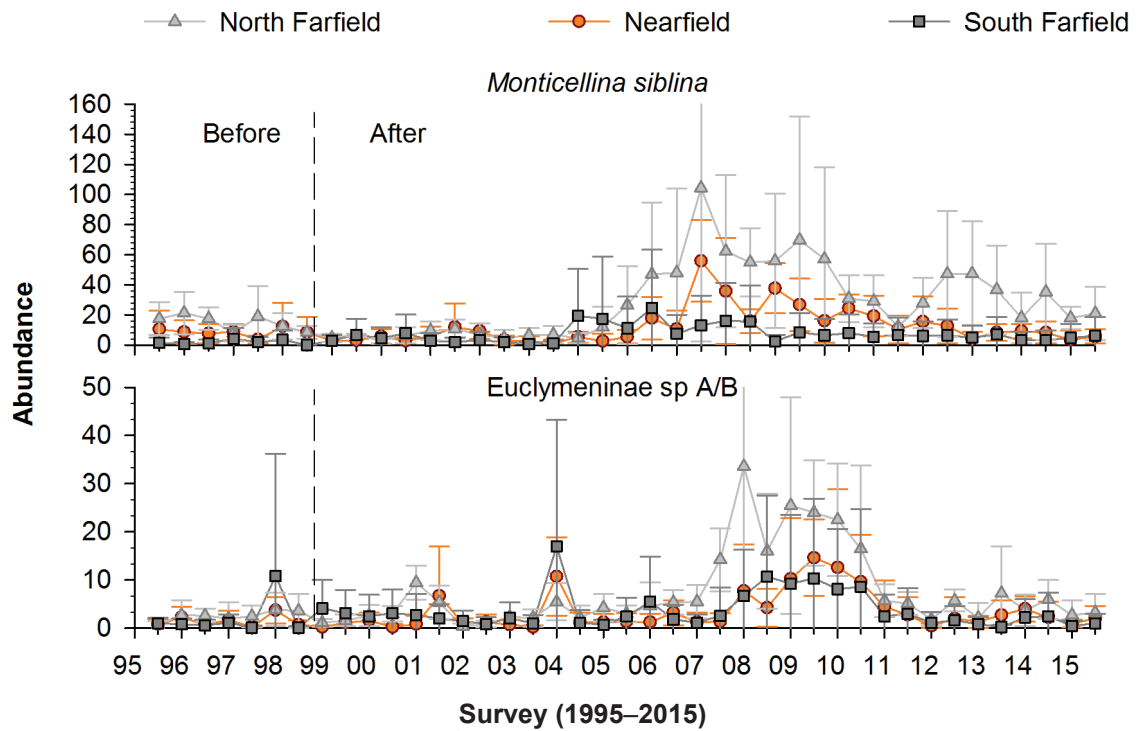 North Farfield Nearfield South Farfield
Monticellina siblina
160
140
120
100
80
60
40
20
0
Before After
Euclymeninae sp A/B
50
40
30
20
10
0
Abundance
95 96 97 98 99 00 01 02 03 04 05 06 07 08 09 10 11 12 13 14 15
Survey (1995–2015)